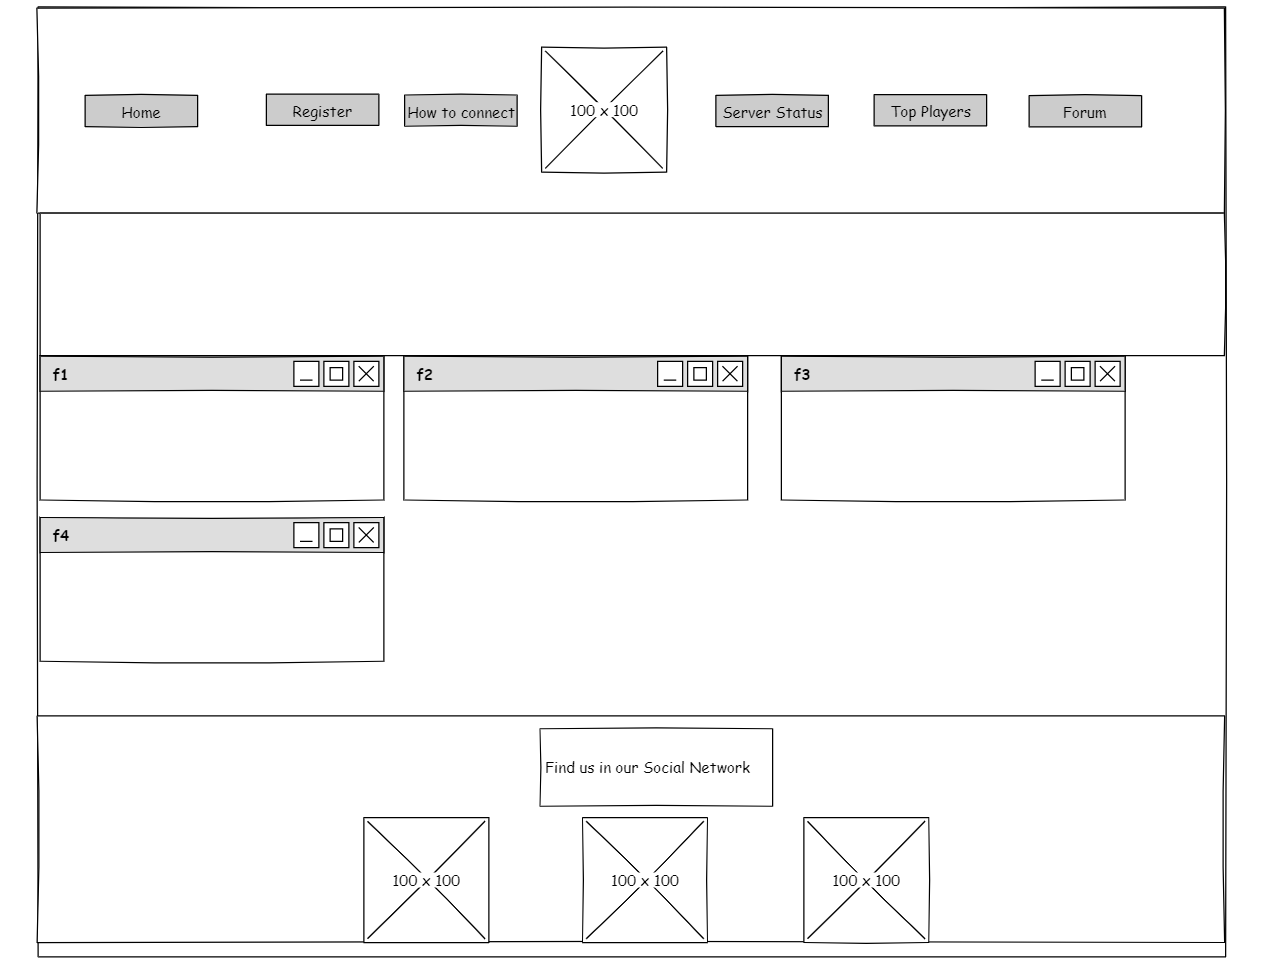 Home
Register
How to connect
100 x 100
Server Status
Top Players
Forum
f1
f2
f3
f4
Find us in our Social Network
100 x 100
100 x 100
100 x 100